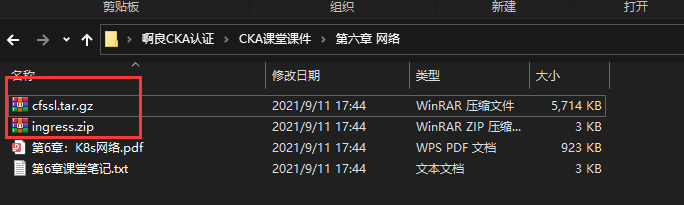 剪贴板 组织 新建 打开
啊良CKA认证 > CKA课堂课件 > 第六章 网络
名称 修改日期 类型 大小
cfssl.tar.gz 2021/9/11 17:44 WinRAR 压缩文件 5,714 KB
ingress.zip 2021/9/11 17:44 WinRAR ZIP 压缩... 3 KB
第6章：K8s网络.pdf 2021/9/11 17:44 WPS PDF 文档 923 KB
第6章课堂笔记.txt 2021/9/11 17:44 文本文档 3 KB